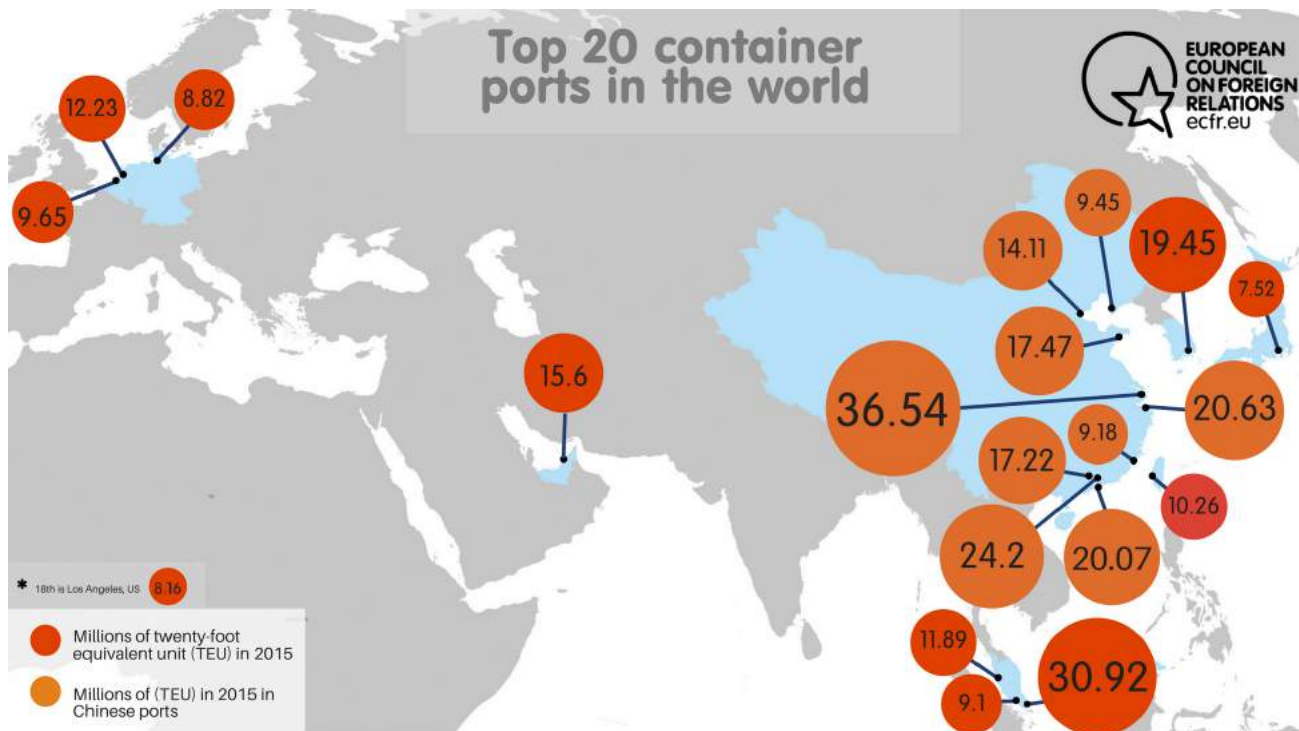 Top 20 container
ports in the world
EUROPEAN
COUNCIL
ON FOREIGN
RELATIONS
ecfr.eu
12.23
8.82
9.65
9.45
14.11
19.45
7.52
17.47
15.6
36.54
20.63
9.18
17.22
10.26
24.2
20.07
11.89
30.92
9.1
* 18th is Los Angeles, US 8.16
Millions of twenty-foot
equivalent unit (TEU) in 2015
Millions of (TEU) in 2015 in
Chinese ports